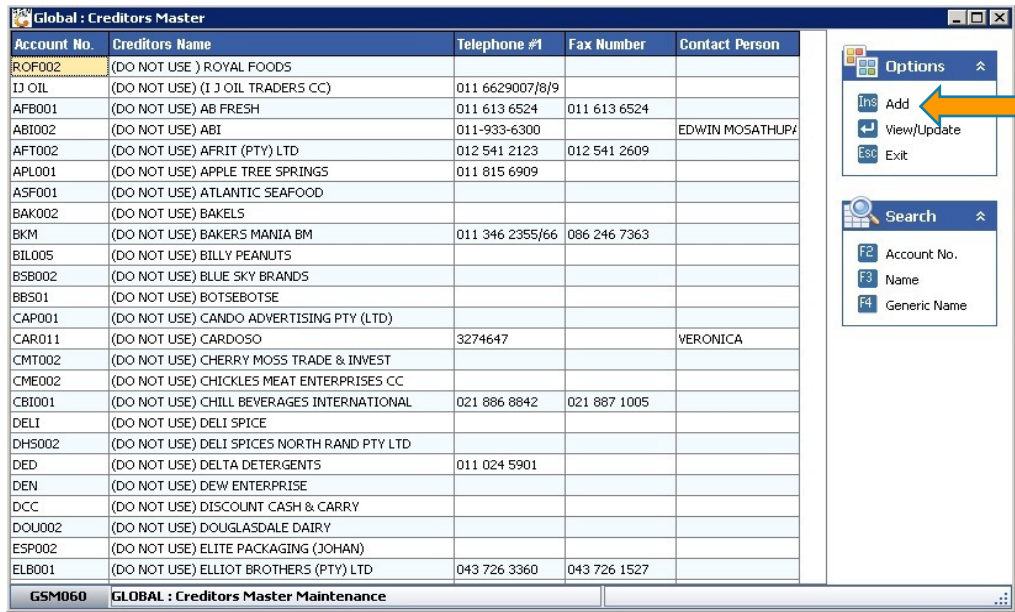 Global : Creditors Master
Account No. Creditors Name Telephone #1 Fax Number Contact Person
ROF002 (DO NOT USE ) ROYAL FOODS
IJ OIL (DO NOT USE) (I J OIL TRADERS CC) 011 6629007/8/9
AFB001 (DO NOT USE) AB FRESH 011 613 6524 011 613 6524
ABI002 (DO NOT USE) ABI 011-933-6300 EDWIN MOSATHUPA
AFT002 (DO NOT USE) AFRIT (PTY) LTD 012 541 2123 012 541 2609
APL001 (DO NOT USE) APPLE TREE SPRINGS 011 815 6909
ASF001 (DO NOT USE) ATLANTIC SEAFOOD
BAK002 (DO NOT USE) BAKELS
BKM (DO NOT USE) BAKERS MANIA BM 011 346 2355/66 086 246 7363
BIL005 (DO NOT USE) BILLY PEANUTS
BSB002 (DO NOT USE) BLUE SKY BRANDS
BBS01 (DO NOT USE) BOTSEBOTSE
CAP001 (DO NOT USE) CANDO ADVERTISING PTY (LTD)
CAR011 (DO NOT USE) CARDOSO 3274647 VERONICA
CMT002 (DO NOT USE) CHERRY MOSS TRADE & INVEST
CME002 (DO NOT USE) CHICKLES MEAT ENTERPRISES CC
CBI001 (DO NOT USE) CHILL BEVERAGES INTERNATIONAL 021 886 8842 021 887 1005
DELI (DO NOT USE) DELI SPICE
DHS002 (DO NOT USE) DELI SPICES NORTH RAND PTY LTD
DED (DO NOT USE) DELTA DETERGENTS 011 024 5901
DEN (DO NOT USE) DEW ENTERPRISE
DCC (DO NOT USE) DISCOUNT CASH & CARRY
DOU002 (DO NOT USE) DOUGLASDALE DAIRY
ESP002 (DO NOT USE) ELITE PACKAGING (JOHAN)
ELB001 (DO NOT USE) ELLIOT BROTHERS (PTY) LTD 043 726 3360 043 726 1527
GSM060 GLOBAL : Creditors Master Maintenance
Options
Ins Add
View/Update
Esc Exit
Search
F2 Account No.
F3 Name
F4 Generic Name